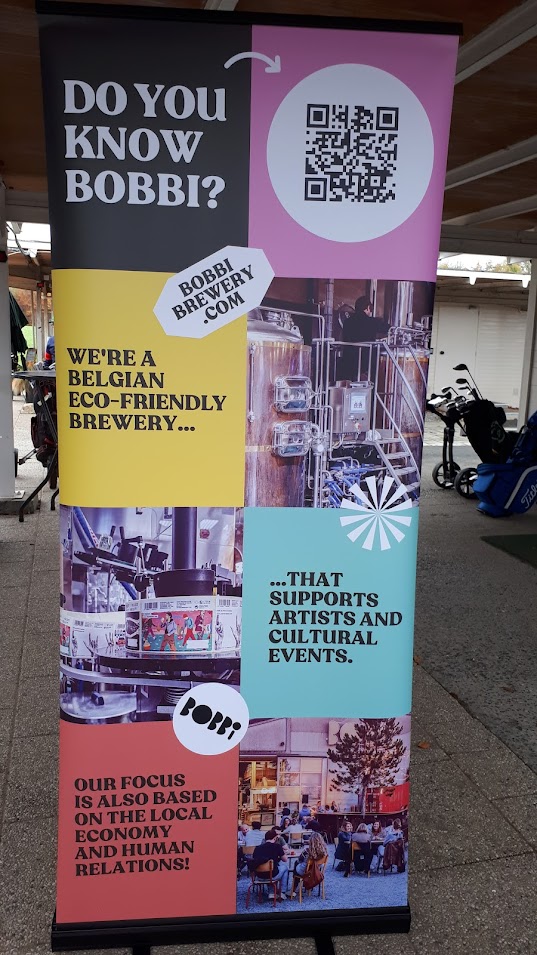 DO YOU
KNOW
BOBBI?
BOBBI
BREWERY
.COM
WE'RE A
BELGIAN
ECO-FRIENDLY
BREWERY...
...THAT
SUPPORTS
ARTISTS AND
CULTURAL
EVENTS.
BOBBi
OUR FOCUS
IS ALSO BASED
ON THE LOCAL
ECONOMY
AND HUMAN
RELATIONS!